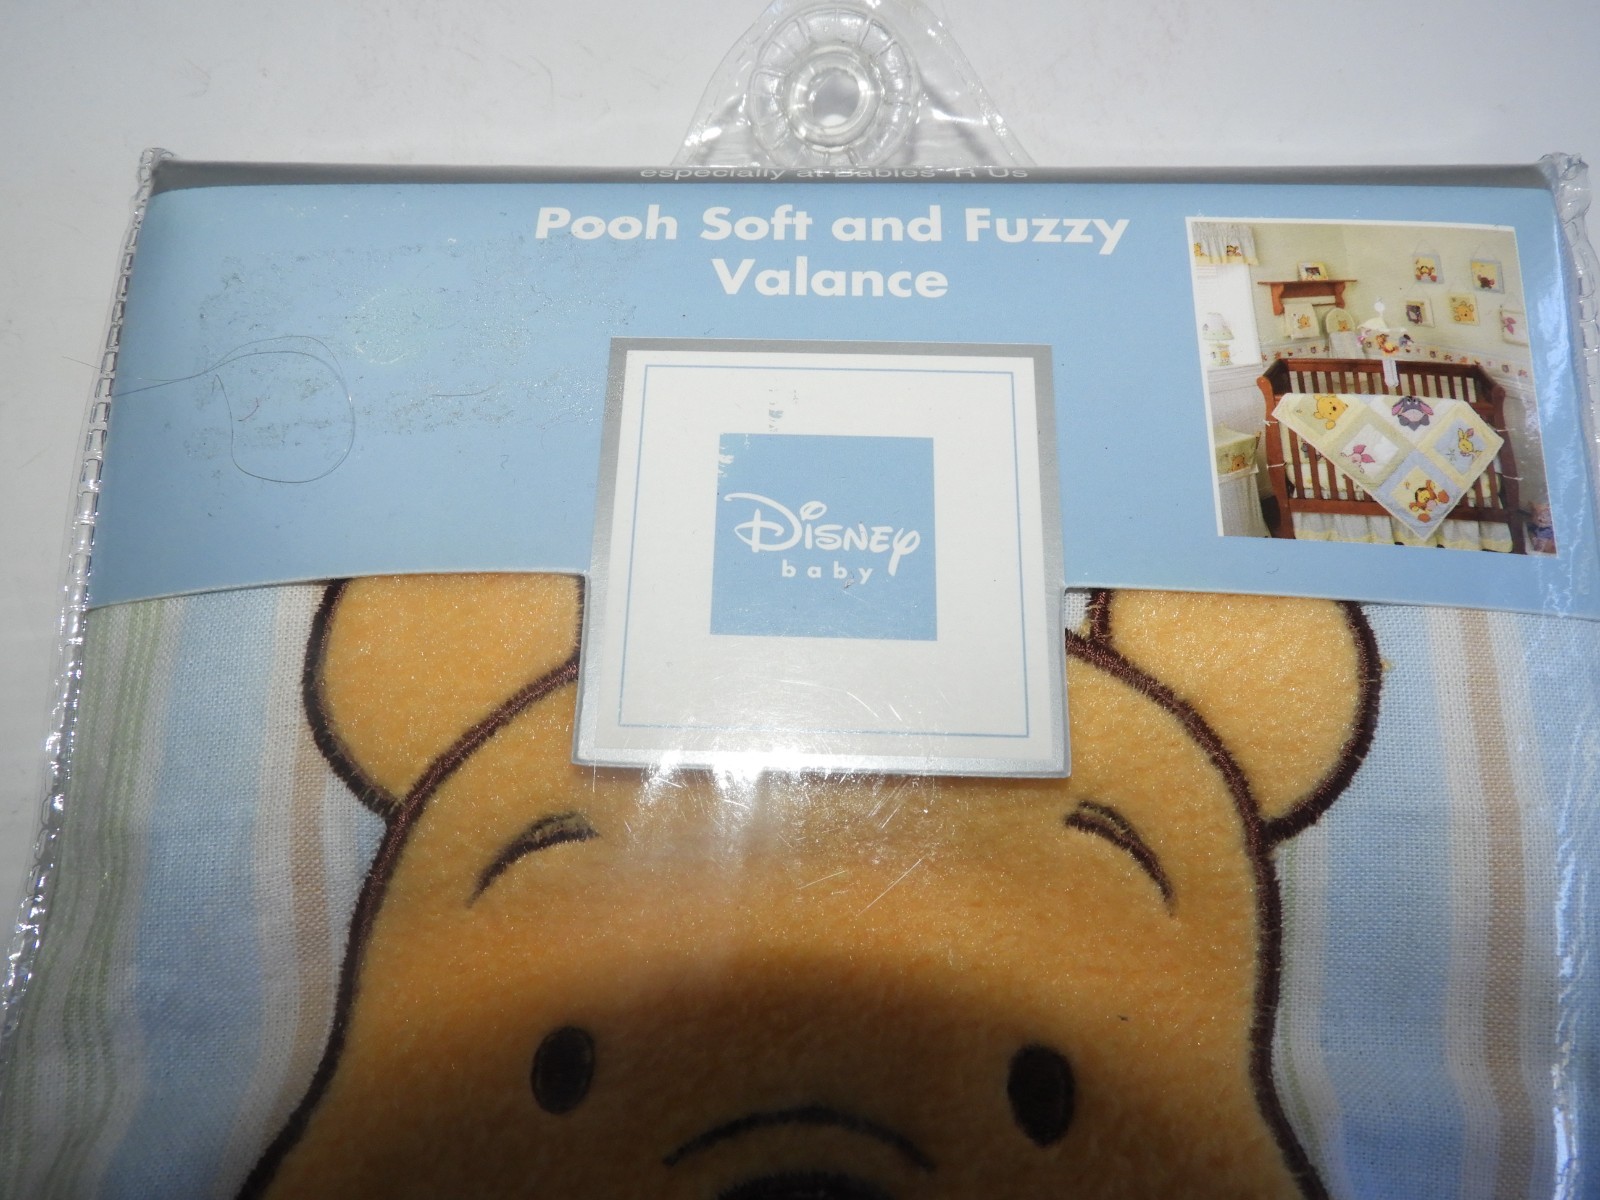 especially at Babies "R" Us
Pooh Soft and Fuzzy
Valance
Disney
baby